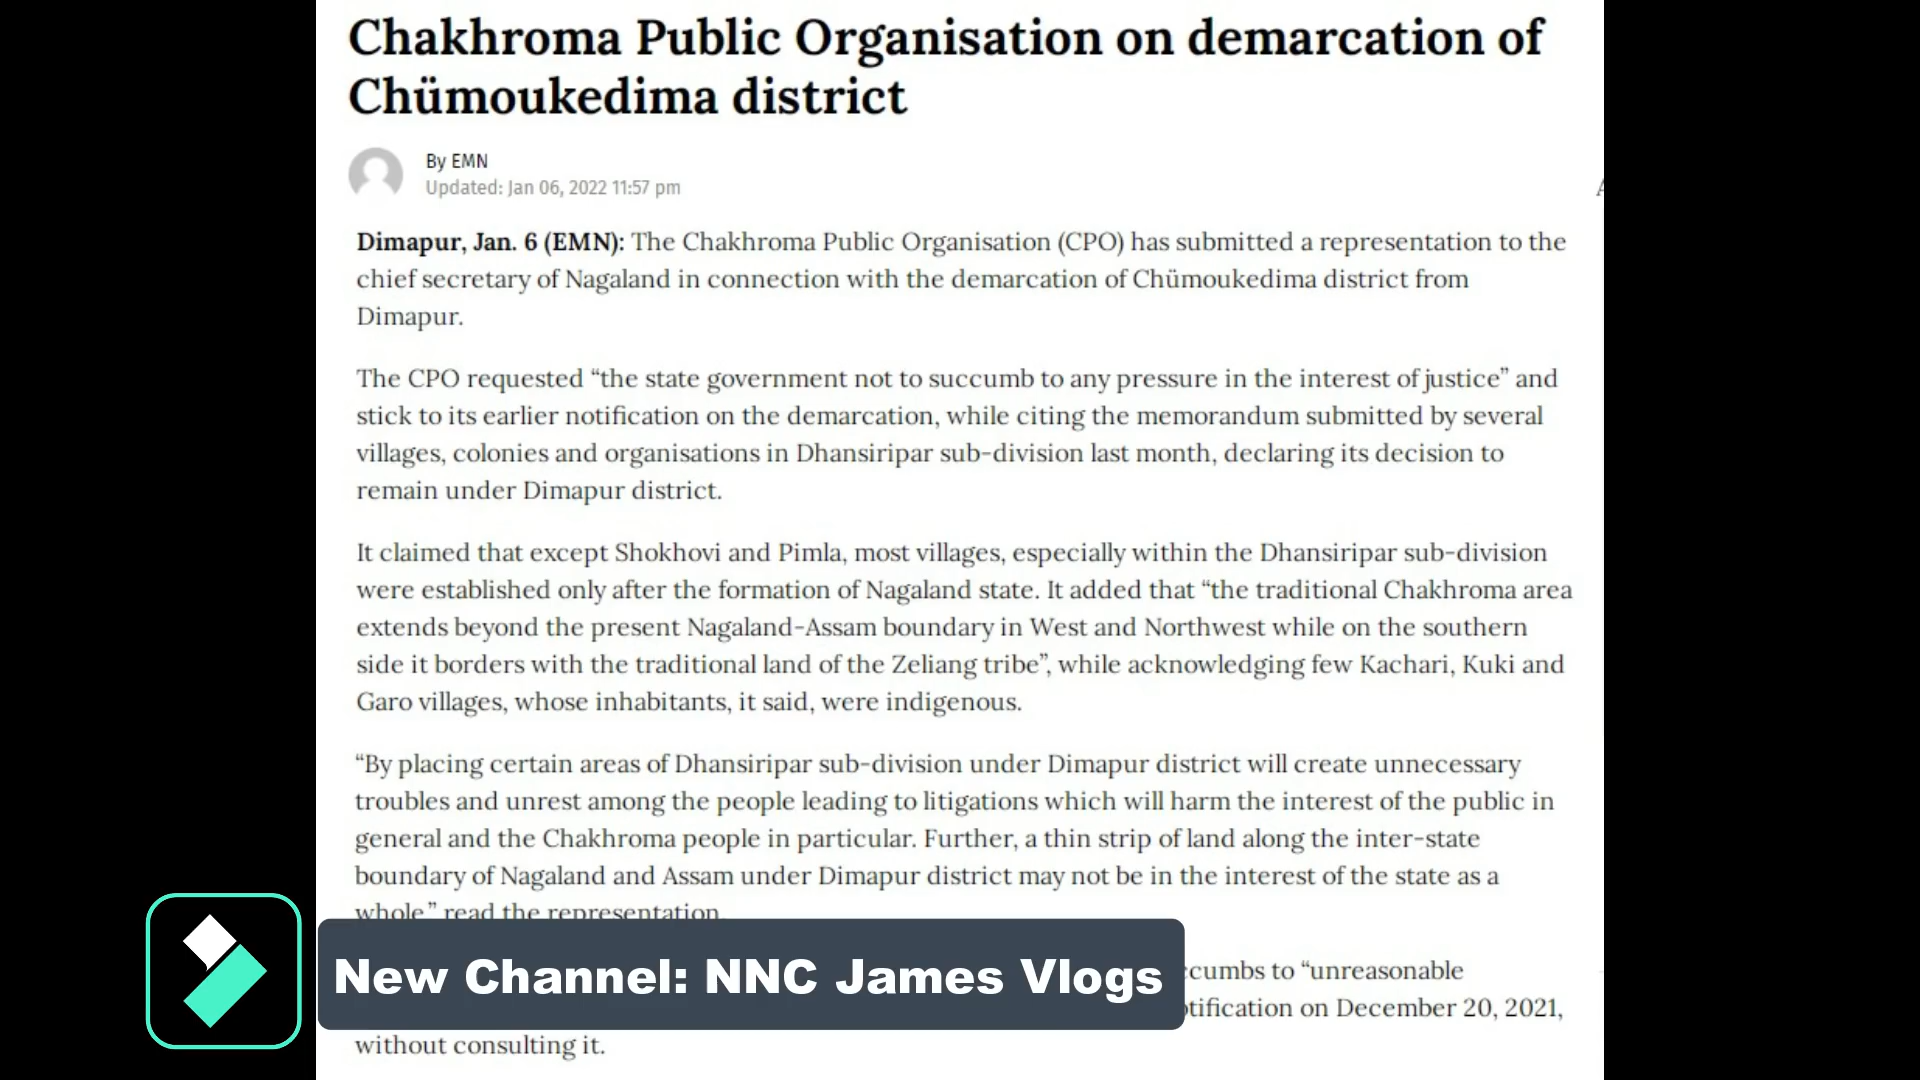 Chakhroma Public Organisation on demarcation of
Chümoukedima district
By EMN
Updated: Jan 06, 2022 11:57 pm
Dimapur, Jan. 6 (EMN): The Chakhroma Public Organisation (CPO) has submitted a representation to the
chief secretary of Nagaland in connection with the demarcation of Chümoukedima district from
Dimapur.
The CPO requested “the state government not to succumb to any pressure in the interest of justice” and
stick to its earlier notification on the demarcation, while citing the memorandum submitted by several
villages, colonies and organisations in Dhansiripar sub-division last month, declaring its decision to
remain under Dimapur district.
It claimed that except Shokhovi and Pimla, most villages, especially within the Dhansiripar sub-division
were established only after the formation of Nagaland state. It added that “the traditional Chakhroma area
extends beyond the present Nagaland-Assam boundary in West and Northwest while on the southern
side it borders with the traditional land of the Zeliang tribe”, while acknowledging few Kachari, Kuki and
Garo villages, whose inhabitants, it said, were indigenous.
“By placing certain areas of Dhansiripar sub-division under Dimapur district will create unnecessary
troubles and unrest among the people leading to litigations which will harm the interest of the public in
general and the Chakhroma people in particular. Further, a thin strip of land along the inter-state
boundary of Nagaland and Assam under Dimapur district may not be in the interest of the state as a
whole” read the representation
New Channel: NNC James Vlogs
ccumbs to “unreasonable
otification on December 20, 2021,
without consulting it.